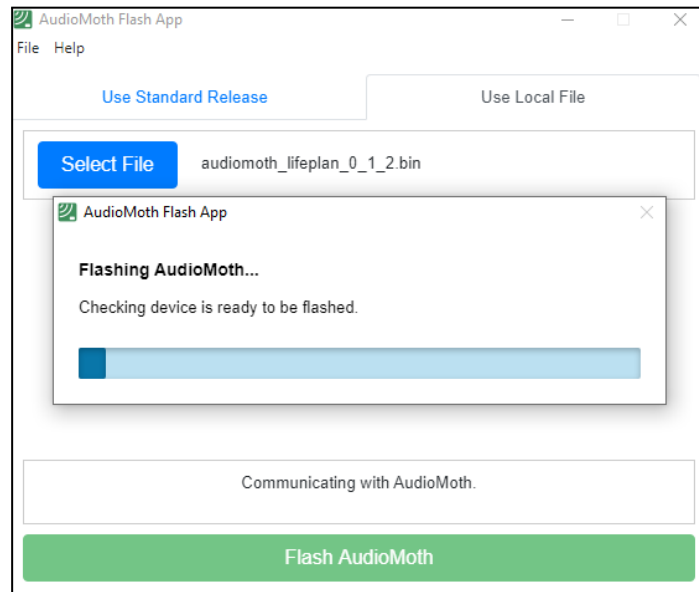 AudioMoth Flash App
File Help
Use Standard Release
Use Local File
Select File
audiomoth_lifeplan_0_1_2.bin
AudioMoth Flash App
Flashing AudioMoth...
Checking device is ready to be flashed.
Communicating with AudioMoth.
Flash AudioMoth